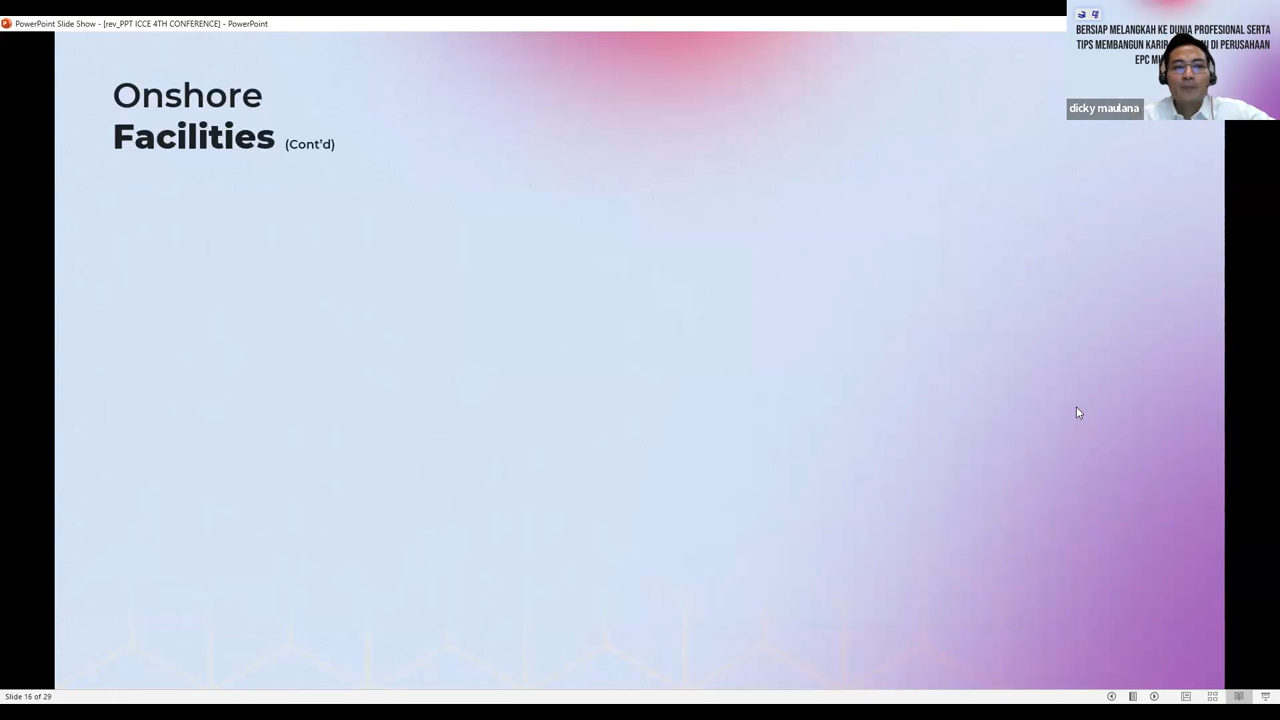 PowerPoint Slide Show - [rev_PPT ICCE 4TH CONFERENCE] - PowerPoint
BERSIAP MELANGKAH KE DUNIA PROFESIONAL SERTA
TIPS MEMBANGUN KARIR DI PERUSAHAAN
EPC
dicky maulana
Onshore
Facilities (Cont'd)
Slide 16 of 29